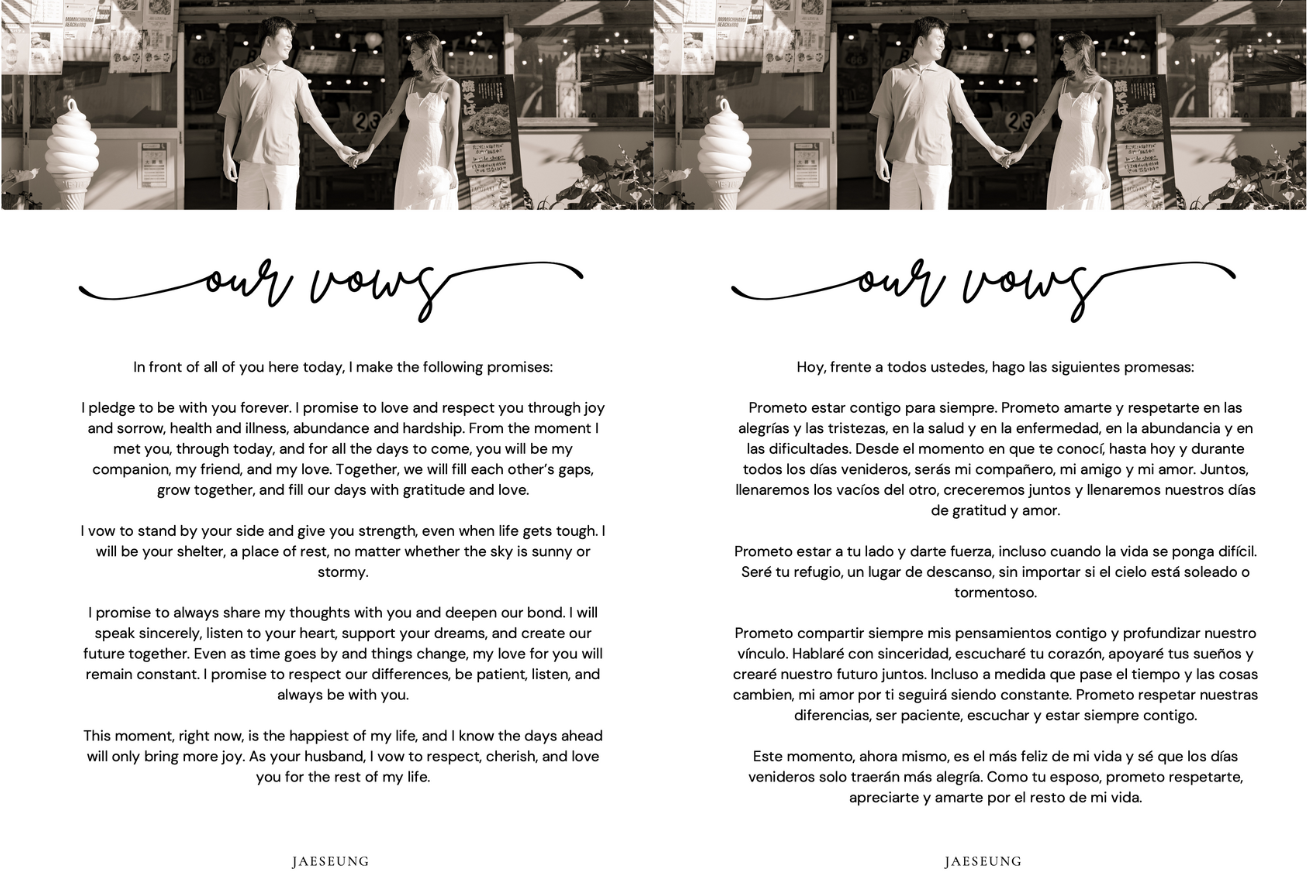 焼そば
our vows
In front of all of you here today, I make the following promises:
I pledge to be with you forever. I promise to love and respect you through joy
and sorrow, health and illness, abundance and hardship. From the moment I
met you, through today, and for all the days to come, you will be my
companion, my friend, and my love. Together, we will fill each other’s gaps,
grow together, and fill our days with gratitude and love.
I vow to stand by your side and give you strength, even when life gets tough. I
will be your shelter, a place of rest, no matter whether the sky is sunny or
stormy.
I promise to always share my thoughts with you and deepen our bond. I will
speak sincerely, listen to your heart, support your dreams, and create our
future together. Even as time goes by and things change, my love for you will
remain constant. I promise to respect our differences, be patient, listen, and
always be with you.
This moment, right now, is the happiest of my life, and I know the days ahead
will only bring more joy. As your husband, I vow to respect, cherish, and love
you for the rest of my life.
JAESEUNG
焼そば
our vows
Hoy, frente a todos ustedes, hago las siguientes promesas:
Prometo estar contigo para siempre. Prometo amarte y respetarte en las
alegrías y las tristezas, en la salud y en la enfermedad, en la abundancia y en
las dificultades. Desde el momento en que te conocí, hasta hoy y durante
todos los días venideros, serás mi compañero, mi amigo y mi amor. Juntos,
llenaremos los vacíos del otro, creceremos juntos y llenaremos nuestros días
de gratitud y amor.
Prometo estar a tu lado y darte fuerza, incluso cuando la vida se ponga difícil.
Seré tu refugio, un lugar de descanso, sin importar si el cielo está soleado o
tormentoso.
Prometo compartir siempre mis pensamientos contigo y profundizar nuestro
vínculo. Hablaré con sinceridad, escucharé tu corazón, apoyaré tus sueños y
crearé nuestro futuro juntos. Incluso a medida que pase el tiempo y las cosas
cambien, mi amor por ti seguirá siendo constante. Prometo respetar nuestras
diferencias, ser paciente, escuchar y estar siempre contigo.
Este momento, ahora mismo, es el más feliz de mi vida y sé que los días
venideros solo traerán más alegría. Como tu esposo, prometo respetarte,
apreciarte y amarte por el resto de mi vida.
JAESEUNG